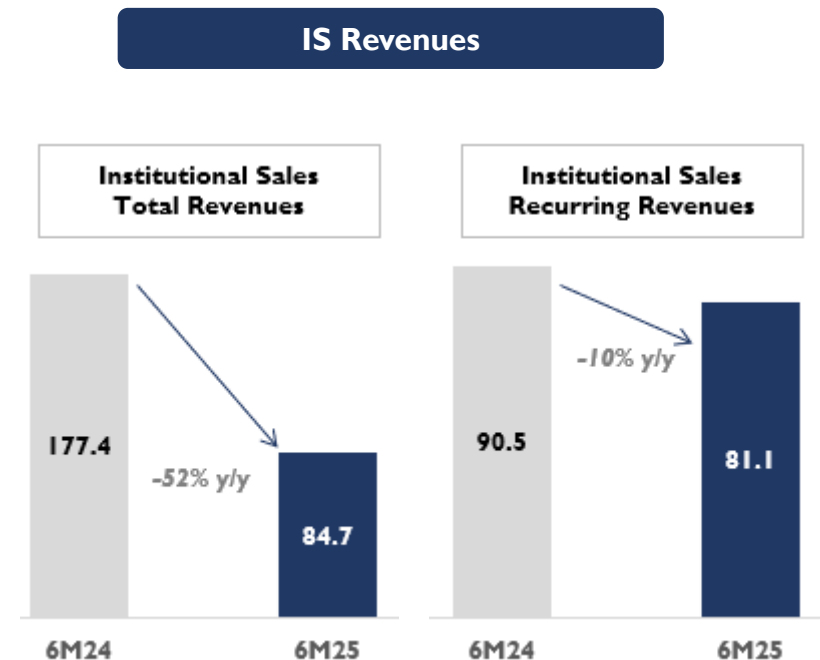 IS Revenues
Institutional Sales
Total Revenues
177.4
-52% y/y
84.7
6M24
6M25
Institutional Sales
Recurring Revenues
90.5
-10% y/y
81.1
6M24
6M25